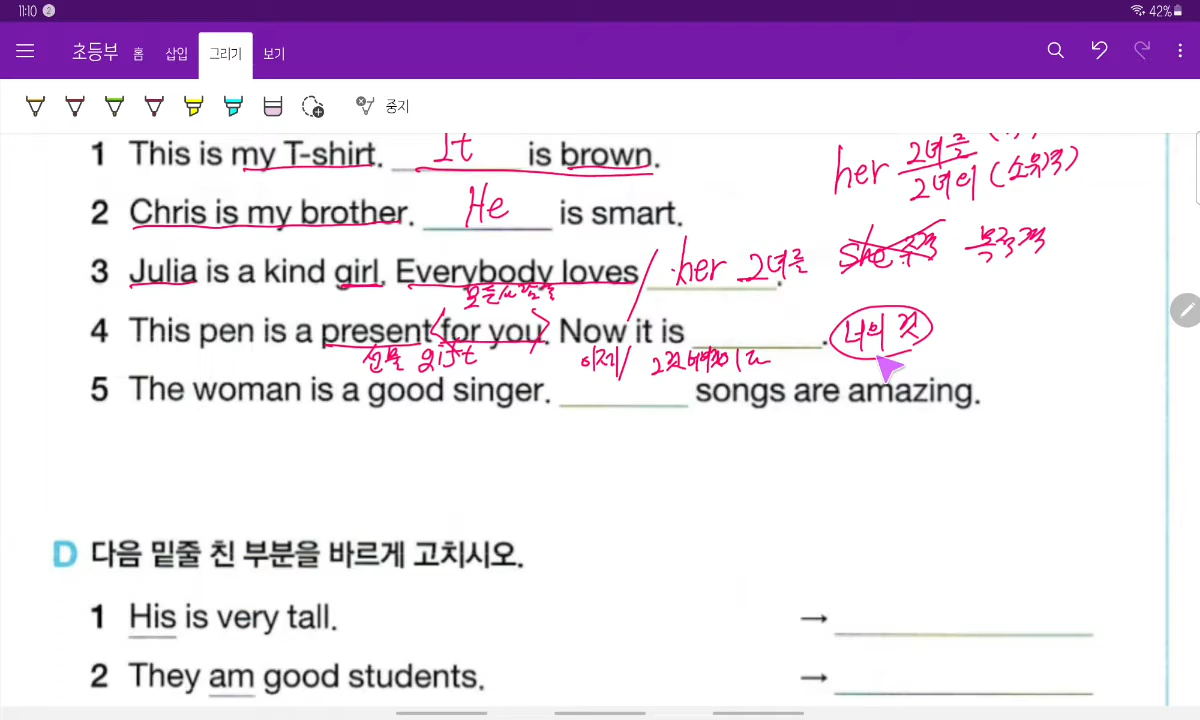 11:10 2 42%
초등부 홈 삽입 그리기 보기
중지
1 This is my T-shirt. It is brown.
her 그녀를
그녀의 (소유격)
2 Chris is my brother. He is smart.
3 Julia is a kind girl. Everybody loves her 그녀를. she 주격 목적격
모든사람들
4 This pen is a present for you. Now it is ________. 너의 것
선물 gift 이제
5 The woman is a good singer. ________ songs are amazing.
D 다음 밑줄 친 부분을 바르게 고치시오.
1 His is very tall. →
2 They am good students. →